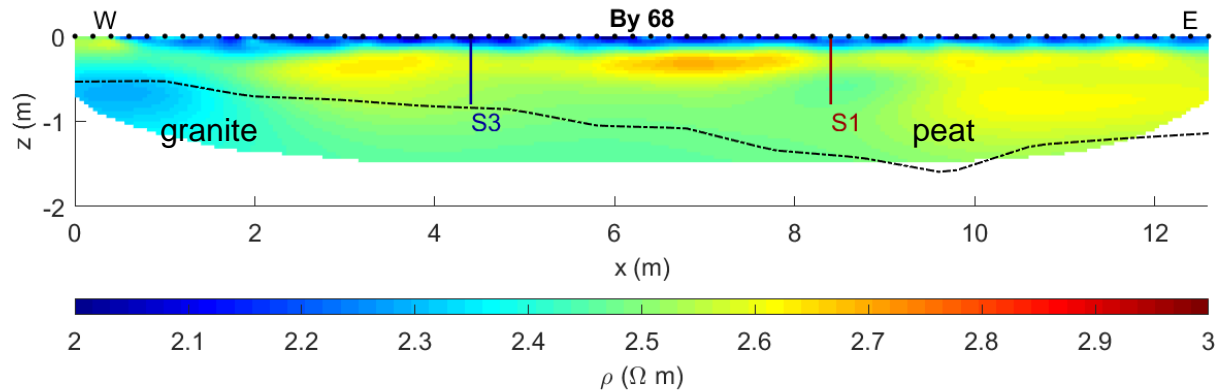 By 68
W
E
0
-1
-2
z (m)
S3
S1
granite
peat
0 2 4 6 8 10 12
x (m)
2 2.1 2.2 2.3 2.4 2.5 2.6 2.7 2.8 2.9 3
ρ (Ω m)